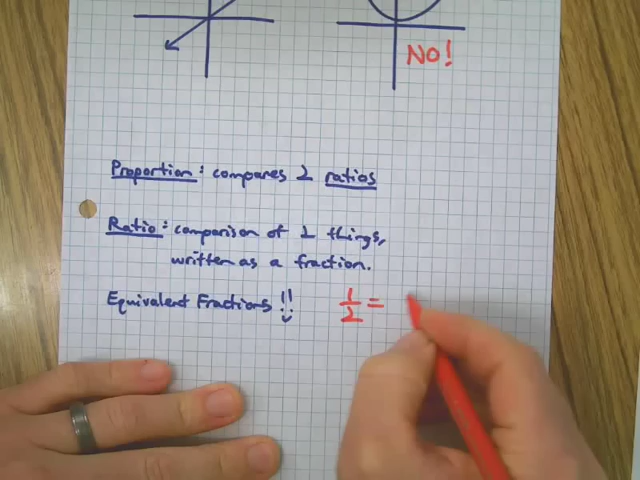 NO!
Proportion: compares 2 ratios
Ratio: comparison of 2 things,
written as a fraction.
Equivalent Fractions!! 1/2 =